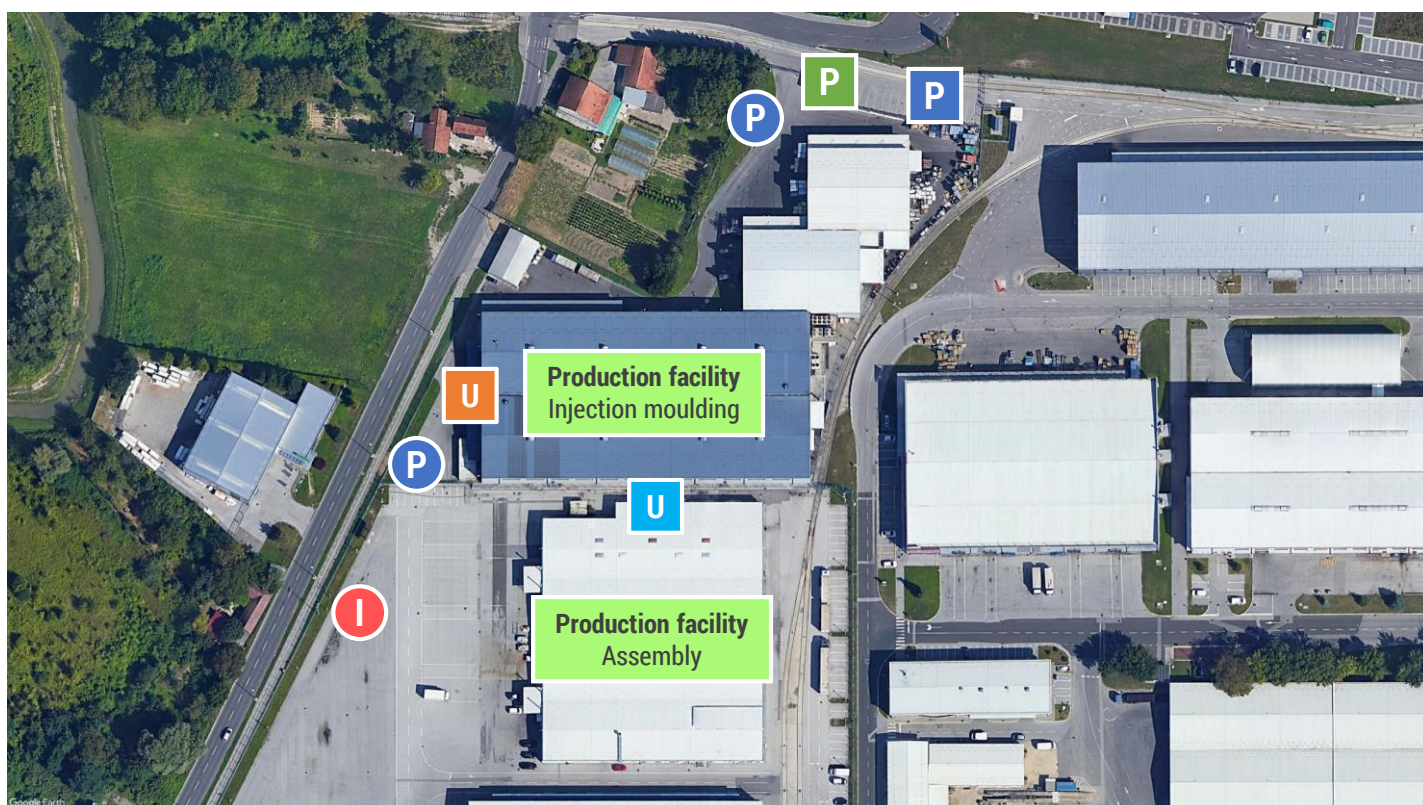 P
P
P
Production facility
Injection moulding
U
P
U
I
Production facility
Assembly
Google Earth